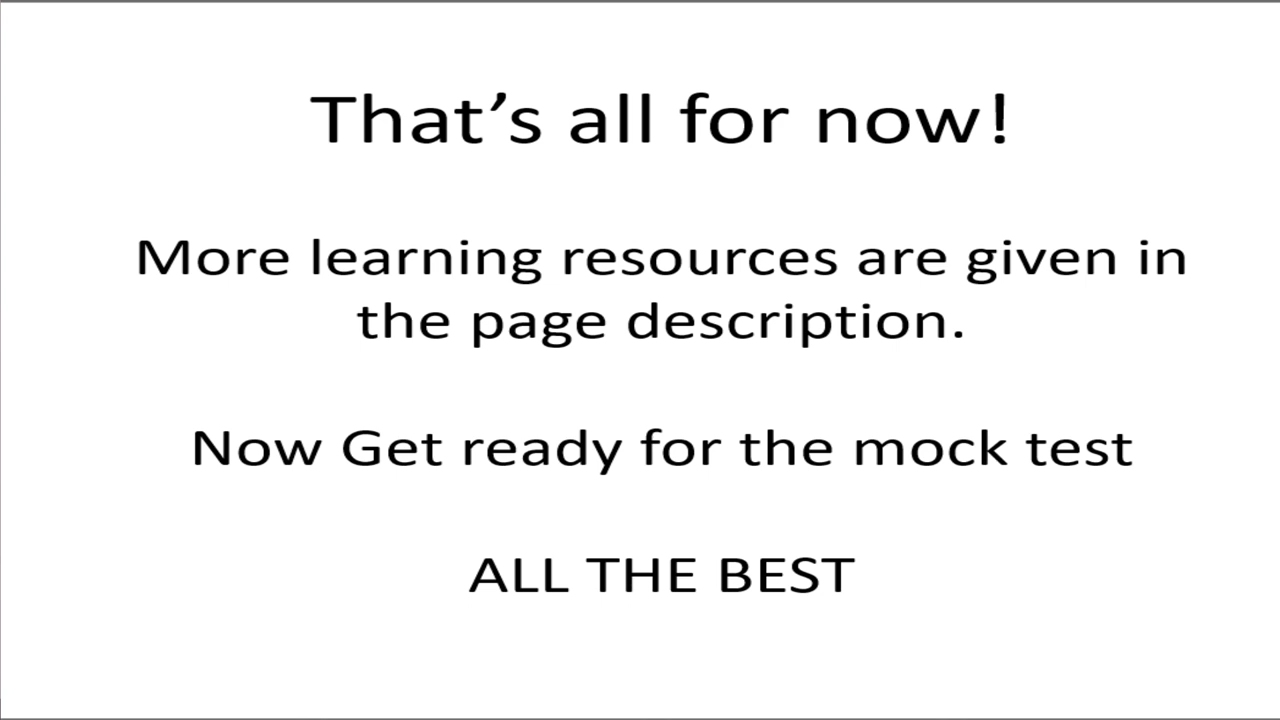 That’s all for now!
More learning resources are given in
the page description.
Now Get ready for the mock test
ALL THE BEST